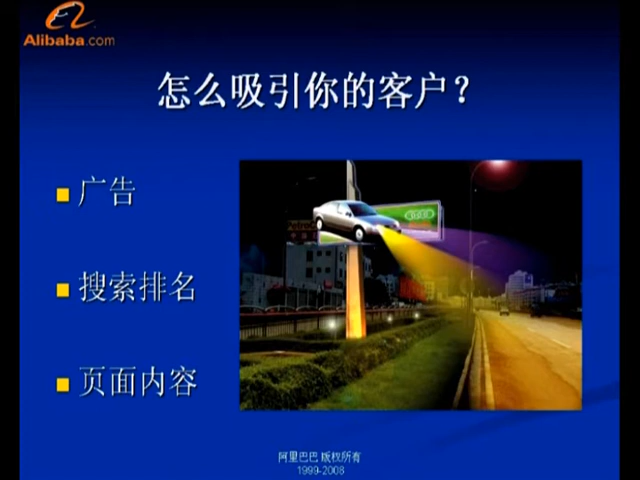 Alibaba.com
怎么吸引你的客户？
广告
搜索排名
页面内容
阿里巴巴 版权所有
1999-2008